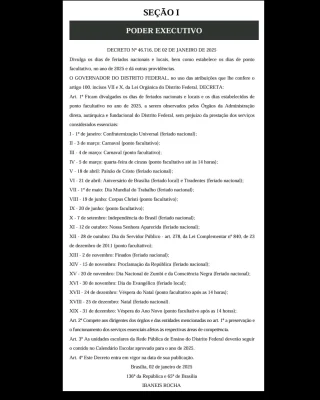 SEÇÃO I
PODER EXECUTIVO
DECRETO Nº 46.718, DE 02 DE JANEIRO DE 2025
Divulga os dias de feriados nacionais e locais, bem como estabelece os dias de ponto
facultativo, no ano de 2025 e dá outras providências.
O GOVERNADOR DO DISTRITO FEDERAL, no uso das atribuições que lhe confere o
artigo 100, incisos VII e X, da Lei Orgânica do Distrito Federal, DECRETA:
Art. 1º Ficam divulgados os dias de feriados nacionais e locais e os dias estabelecidos de
ponto facultativo no ano de 2025, a serem observados pelos Órgãos da Administração
direta, autárquica e fundacional do Distrito Federal, sem prejuízo da prestação dos serviços
considerados essenciais:
I - 1º de janeiro: Confraternização Universal (feriado nacional);
II - 3 de março: Carnaval (ponto facultativo);
III - 4 de março: Carnaval (ponto facultativo);
IV - 5 de março: quarta-feira de cinzas (ponto facultativo até às 14 horas);
V - 18 de abril: Paixão de Cristo (feriado nacional);
VI - 21 de abril: Aniversário de Brasília (feriado local) e Tiradentes (feriado nacional);
VII - 1º de maio: Dia Mundial do Trabalho (feriado nacional);
VIII - 19 de junho: Corpus Christi (ponto facultativo);
IX - 20 de junho: (ponto facultativo);
X - 7 de setembro: Independência do Brasil (feriado nacional);
XI - 12 de outubro: Nossa Senhora Aparecida (feriado nacional);
XII - 28 de outubro: Dia do Servidor Público - art. 278, da Lei Complementar nº 840, de 23
de dezembro de 2011 (ponto facultativo);
XIII - 2 de novembro: Finados (feriado nacional);
XIV - 15 de novembro: Proclamação da República (feriado nacional);
XV - 20 de novembro: Dia Nacional de Zumbi e da Consciência Negra (feriado nacional);
XVI - 30 de novembro: Dia do Evangélico (feriado local);
XVII - 24 de dezembro: Véspera do Natal (ponto facultativo após as 14 horas);
XVIII - 25 de dezembro: Natal (feriado nacional);
XIX - 31 de dezembro: Véspera do Ano Novo (ponto facultativo após as 14 horas);
Art. 2º Compete aos dirigentes dos órgãos e das entidades mencionados no art. 1º a preservação e
o funcionamento dos serviços essenciais afetos às respectivas áreas de competência.
Art. 3º As unidades escolares da Rede Pública de Ensino do Distrito Federal deverão seguir
o contido no Calendário Escolar aprovado para o ano de 2025.
Art. 4º Este Decreto entra em vigor na data de sua publicação.
Brasília, 02 de janeiro de 2025
136º da República e 65º de Brasília
IBANEIS ROCHA